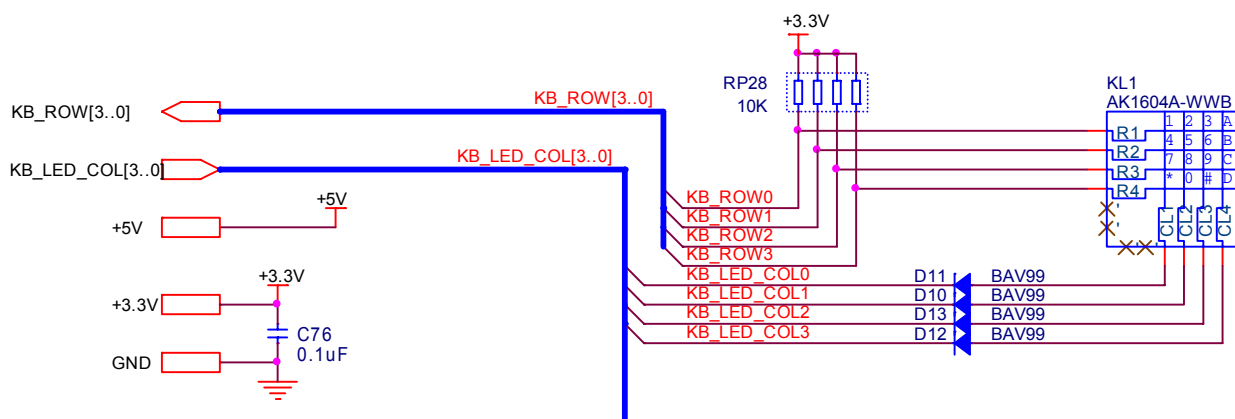 +3.3V
RP28
10K
KL1
AK1604A-WWB
KB_ROW[3..0]
KB_ROW[3..0]
1 2 3 A
R1
4 5 6 B
R2
7 8 9 C
R3
* 0 # D
R4
KB_LED_COL[3..0]
KB_LED_COL[3..0]
KB_ROW0
KB_ROW1
KB_ROW2
KB_ROW3
CL1
CL2
CL3
CL4
+5V
+5V
KB_LED_COL0
D11
BAV99
KB_LED_COL1
D10
BAV99
KB_LED_COL2
D13
BAV99
KB_LED_COL3
D12
BAV99
+3.3V
+3.3V
C76
0.1uF
GND